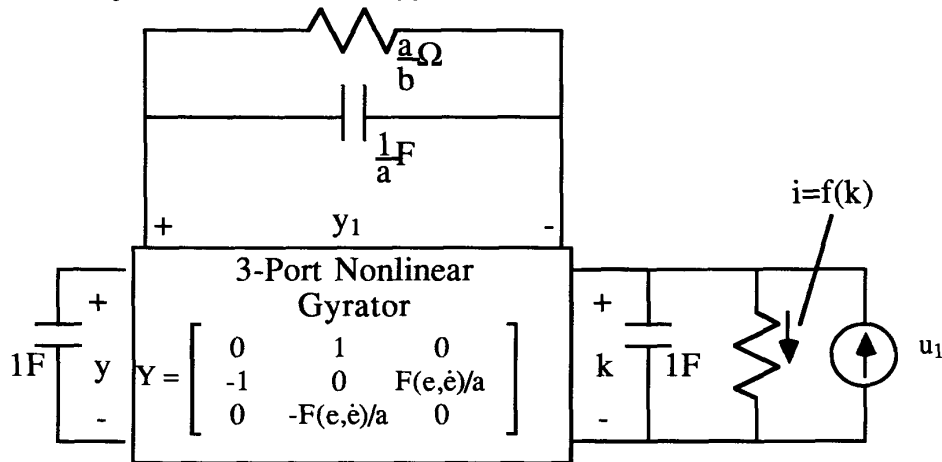 a/b Ω
1/a F
i=f(k)
+ y₁ -
3-Port Nonlinear
Gyrator
1F + y -
Y = [ 0 1 0
-1 0 F(e,ė)/a
0 -F(e,ė)/a 0 ]
+ k - 1F
u₁